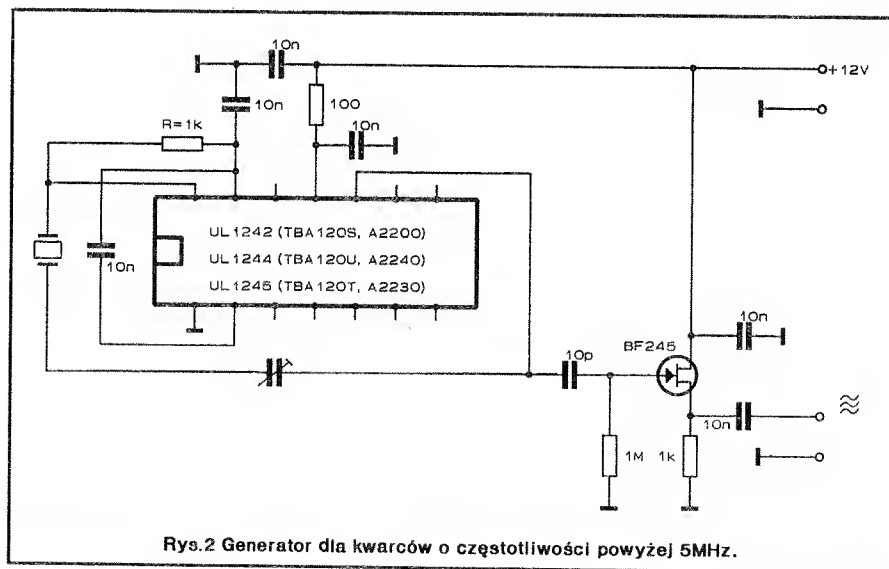 10n
+12V
10n
100
R=1k
10n
UL1242 (TBA120S, A2200)
UL1244 (TBA120U, A2240)
UL1245 (TBA120T, A2230)
10n
10n
BF245
10p
10n
1M
1k
Rys.2 Generator dla kwarców o częstotliwości powyżej 5MHz.